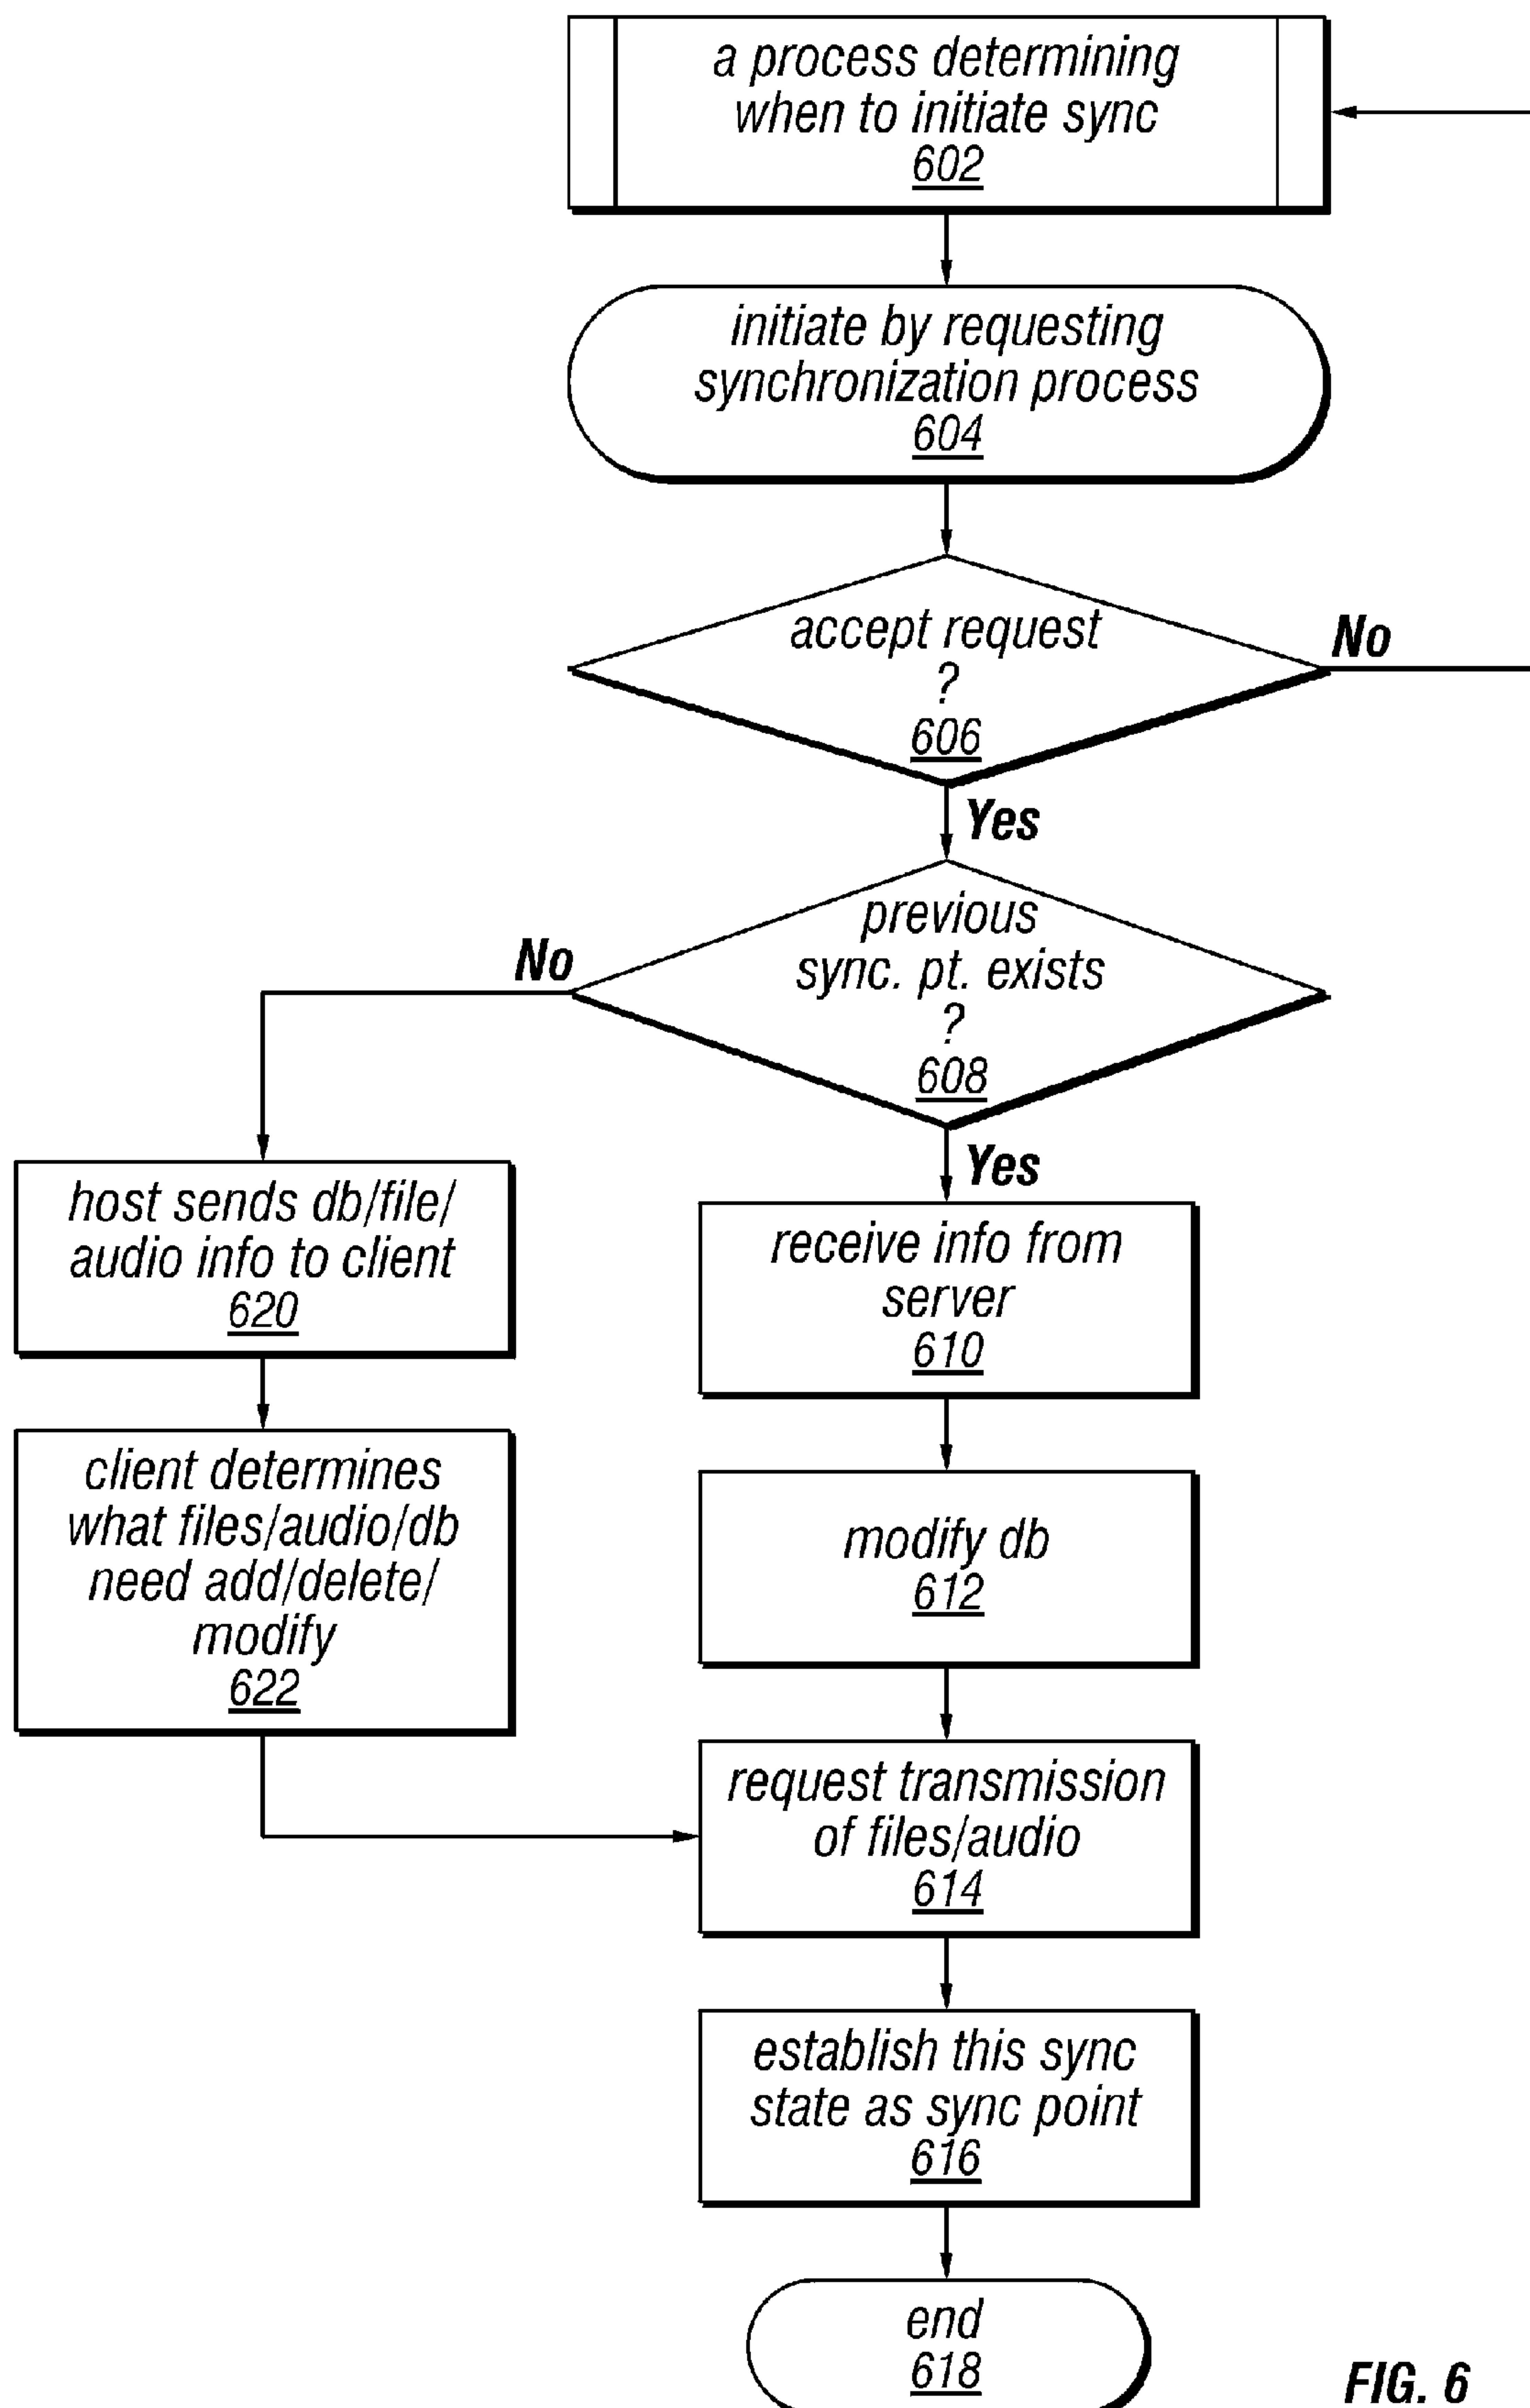 a process determining
when to initiate sync
602
initiate by requesting
synchronization process
604
accept request
?
606
No
Yes
previous
sync. pt. exists
?
608
No
Yes
host sends db/file/
audio info to client
620
receive info from
server
610
client determines
what files/audio/db
need add/delete/
modify
622
modify db
612
request transmission
of files/audio
614
establish this sync
state as sync point
616
end
618
FIG. 6